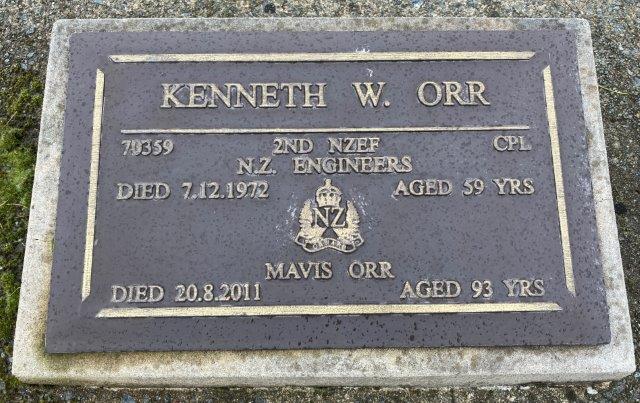 KENNETH W. ORR
70359 2ND NZEF CPL
N.Z. ENGINEERS
DIED 7.12.1972 AGED 59 YRS
NZ
MAVIS ORR
DIED 20.8.2011 AGED 93 YRS